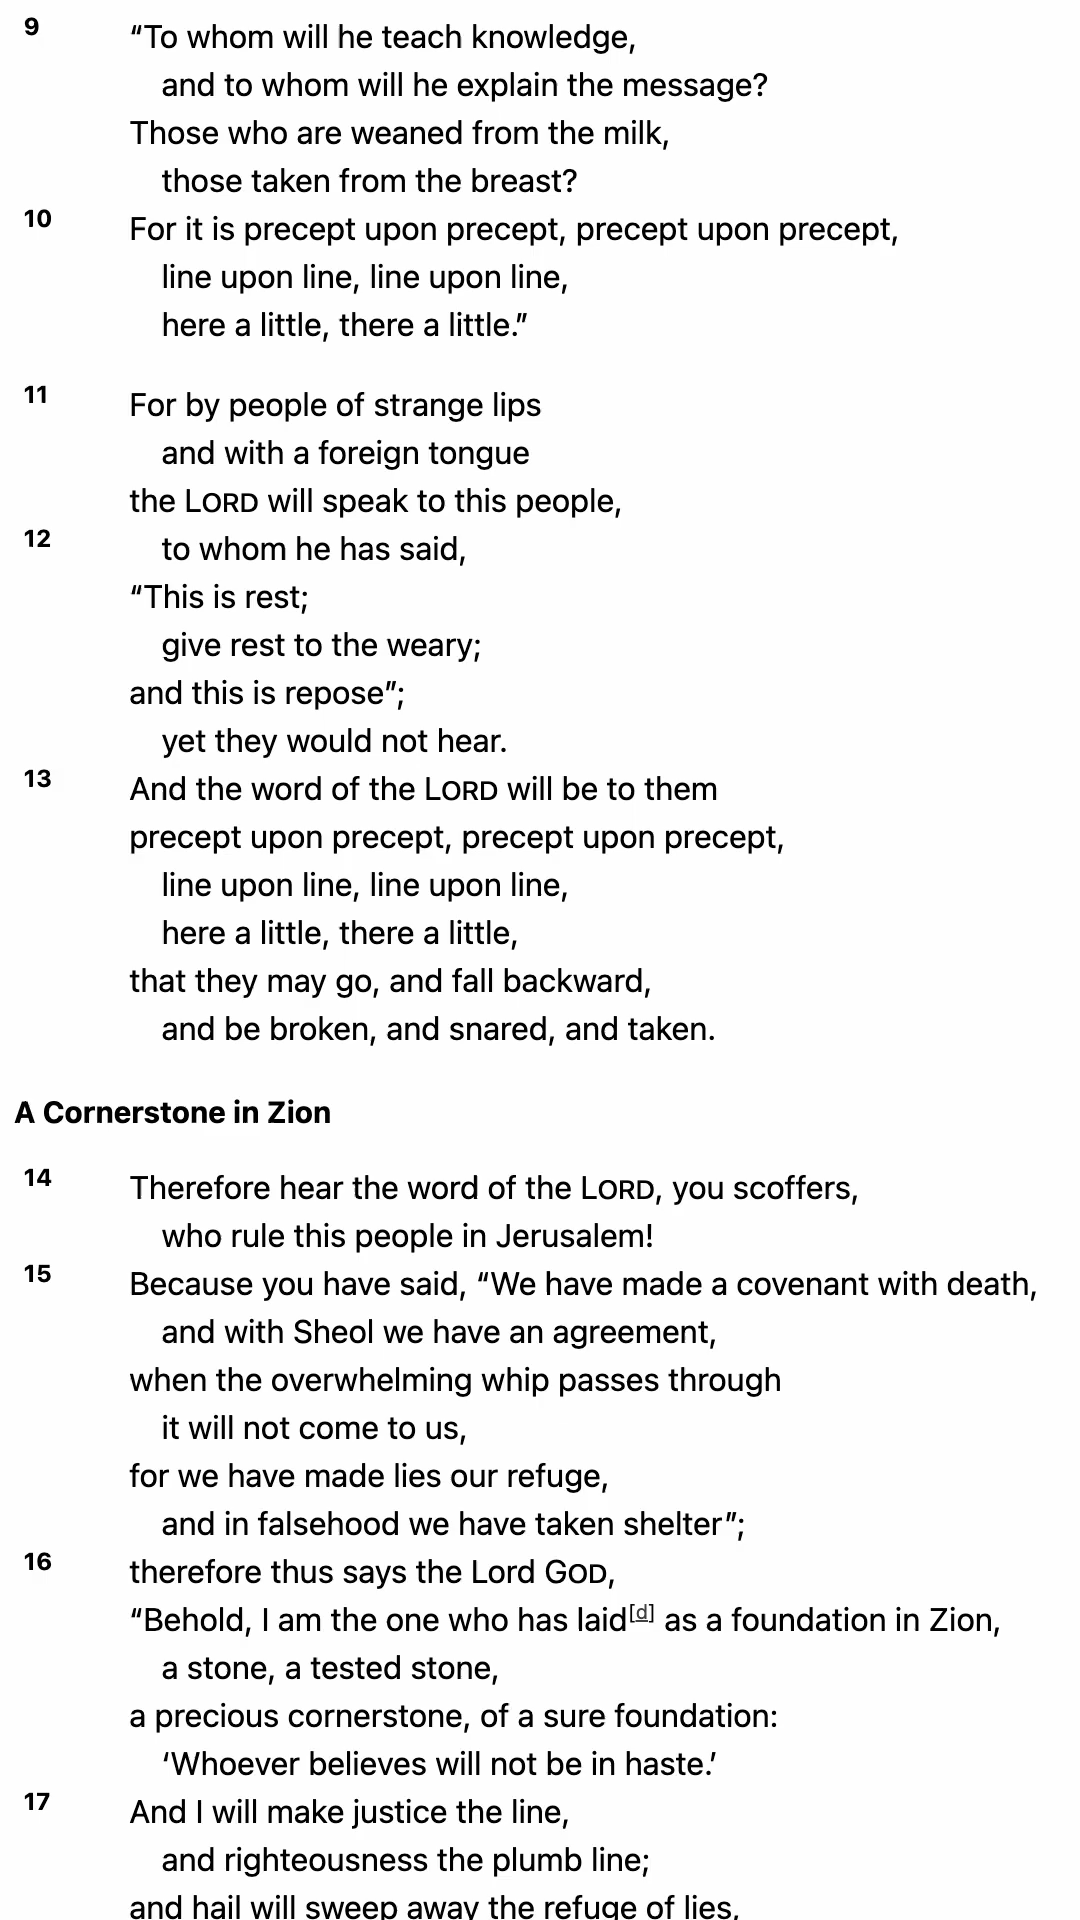 9 “To whom will he teach knowledge,
and to whom will he explain the message?
Those who are weaned from the milk,
those taken from the breast?
10 For it is precept upon precept, precept upon precept,
line upon line, line upon line,
here a little, there a little.”
11 For by people of strange lips
and with a foreign tongue
the LORD will speak to this people,
12 to whom he has said,
“This is rest;
give rest to the weary;
and this is repose”;
yet they would not hear.
13 And the word of the LORD will be to them
precept upon precept, precept upon precept,
line upon line, line upon line,
here a little, there a little,
that they may go, and fall backward,
and be broken, and snared, and taken.
A Cornerstone in Zion
14 Therefore hear the word of the LORD, you scoffers,
who rule this people in Jerusalem!
15 Because you have said, “We have made a covenant with death,
and with Sheol we have an agreement,
when the overwhelming whip passes through
it will not come to us,
for we have made lies our refuge,
and in falsehood we have taken shelter”;
16 therefore thus says the Lord GOD,
“Behold, I am the one who has laid[d] as a foundation in Zion,
a stone, a tested stone,
a precious cornerstone, of a sure foundation:
‘Whoever believes will not be in haste.’
17 And I will make justice the line,
and righteousness the plumb line;
and hail will sweep away the refuge of lies,